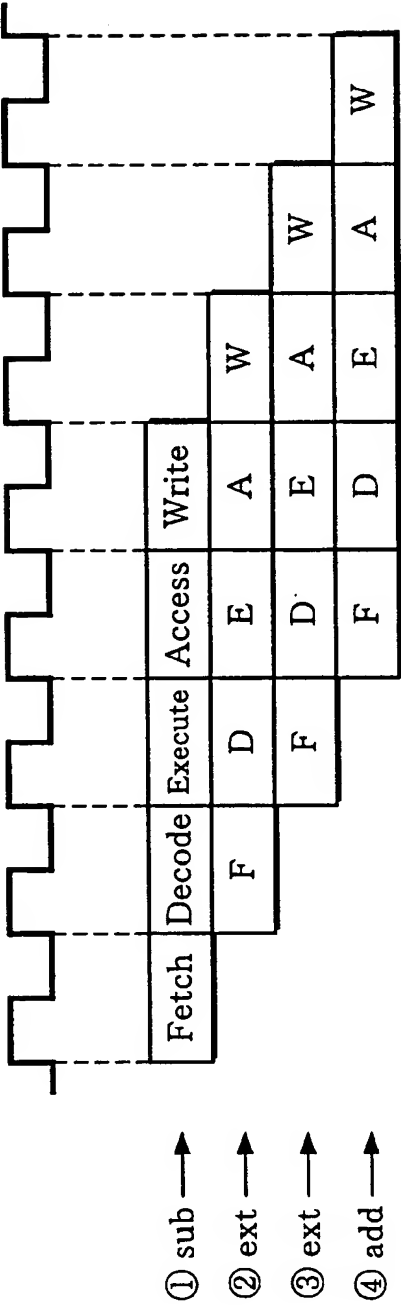 ① sub Fetch Decode Execute Access Write
② ext F D E A W
③ ext F D E A W
④ add F D E A W